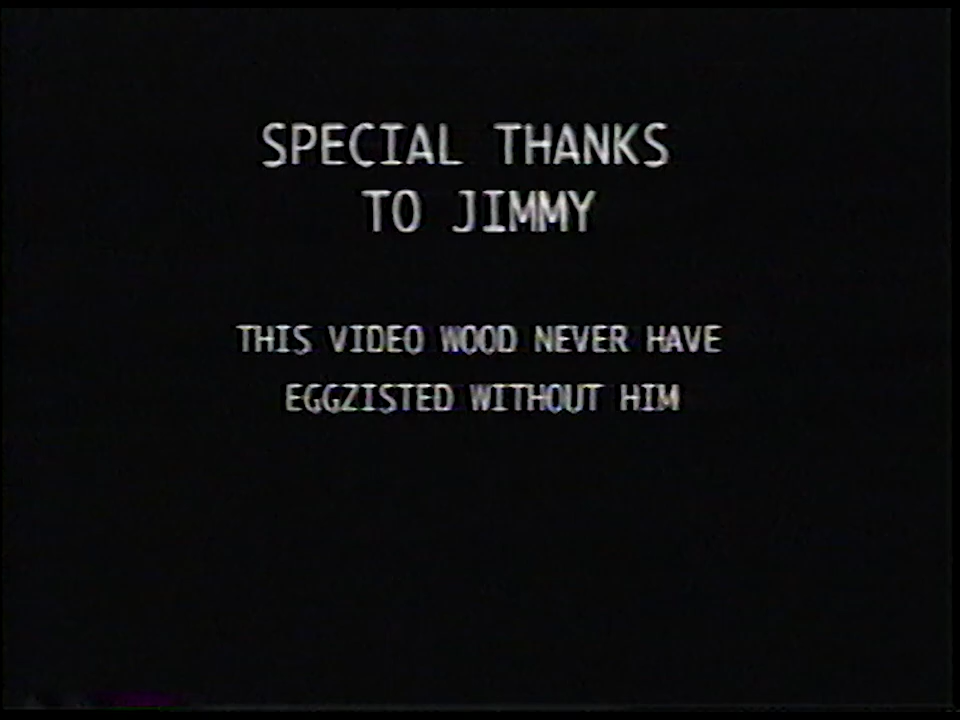 SPECIAL THANKS
TO JIMMY
THIS VIDEO WOOD NEVER HAVE
EGGZISTED WITHOUT HIM